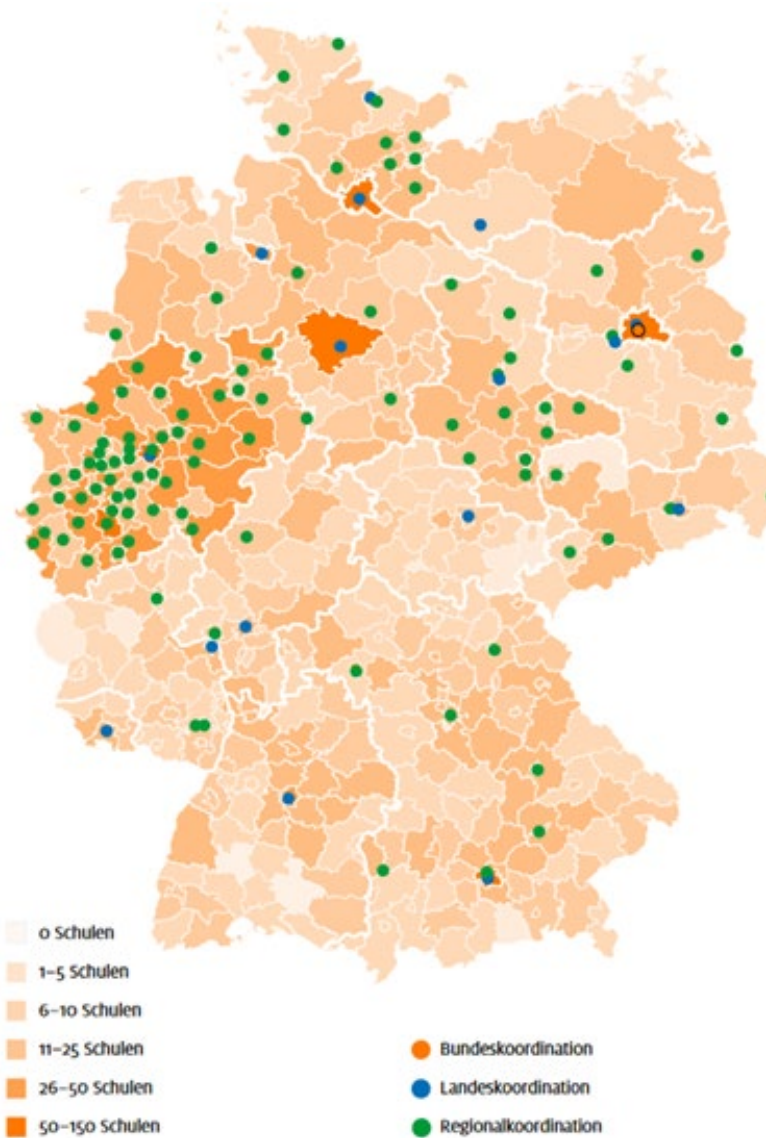 0 Schulen
1–5 Schulen
6–10 Schulen
11–25 Schulen
26–50 Schulen
50–150 Schulen
Bundeskoordination
Landeskoordination
Regionalkoordination